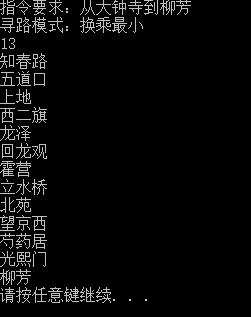 指令要求：从大钟寺到柳芳
寻路模式：换乘最小
13
知春路
五道口
上地
西二旗
龙泽
回龙观
霍营
立水桥
北苑
望京西
芍药居
光熙门
柳芳
请按任意键继续. . .